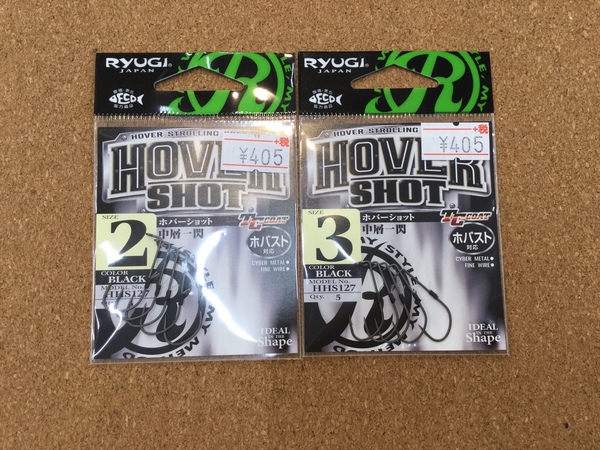 RYUGI
JAPAN
ECO
HOVER STROLLING
+税
¥405
HOVER
SHOT
TC COAT
SIZE
2
ホバーショット
中層一閃
ホバスト
対応
COLOR
BLACK
MODEL No.
HHS127
CYBER METAL
FINE WIRE
IDEAL
IN THE
Shape
RYUGI
JAPAN
ECO
HOVER STROLLING
+税
¥405
HOVER
SHOT
TC COAT
SIZE
3
ホバーショット
中層一閃
ホバスト
対応
COLOR
BLACK
MODEL No.
HHS127
Qty. 5
CYBER METAL
FINE WIRE
IDEAL
IN THE
Shape